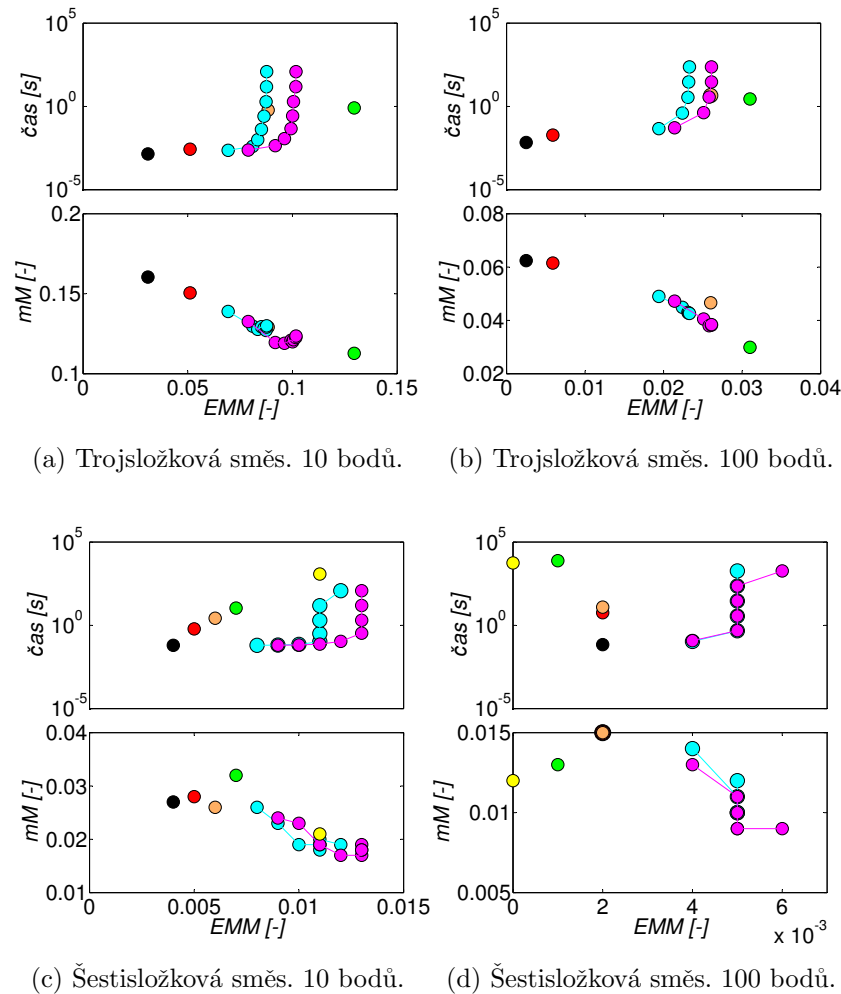 10^5
10^0
10^-5
čas [s]
0.2
0.15
0.1
mM [-]
0 0.05 0.1 0.15
EMM [-]
(a) Trojsložková směs. 10 bodů.
10^5
10^0
10^-5
čas [s]
0.08
0.06
0.04
0.02
mM [-]
0 0.01 0.02 0.03 0.04
EMM [-]
(b) Trojsložková směs. 100 bodů.
10^5
10^0
10^-5
čas [s]
0.04
0.03
0.02
0.01
mM [-]
0 0.005 0.01 0.015
EMM [-]
(c) Šestisložková směs. 10 bodů.
10^5
10^0
10^-5
čas [s]
0.015
0.01
0.005
mM [-]
0 2 4 6
EMM [-]
x 10^-3
(d) Šestisložková směs. 100 bodů.